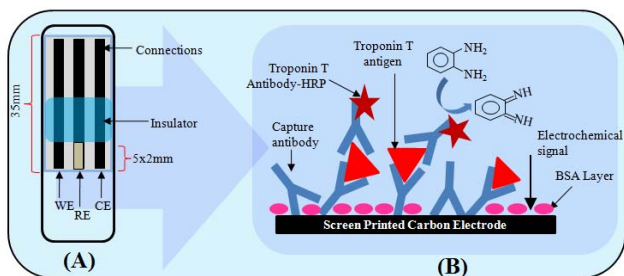 Connections
35mm
Insulator
5x2mm
WE
RE
CE
(A)
Troponin T
Antibody-HRP
Troponin T
antigen
NH2
NH2
NH
NH
Capture
antibody
Electrochemical
signal
BSA Layer
Screen Printed Carbon Electrode
(B)